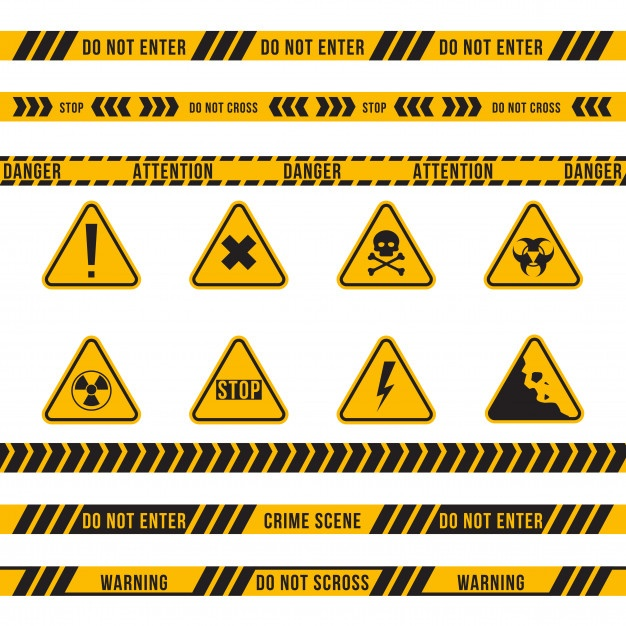 DO NOT ENTER DO NOT ENTER DO NOT ENTER
STOP DO NOT CROSS STOP DO NOT CROSS
DANGER ATTENTION DANGER ATTENTION DANGER
STOP
DO NOT ENTER CRIME SCENE DO NOT ENTER
WARNING DO NOT SCROSS WARNING